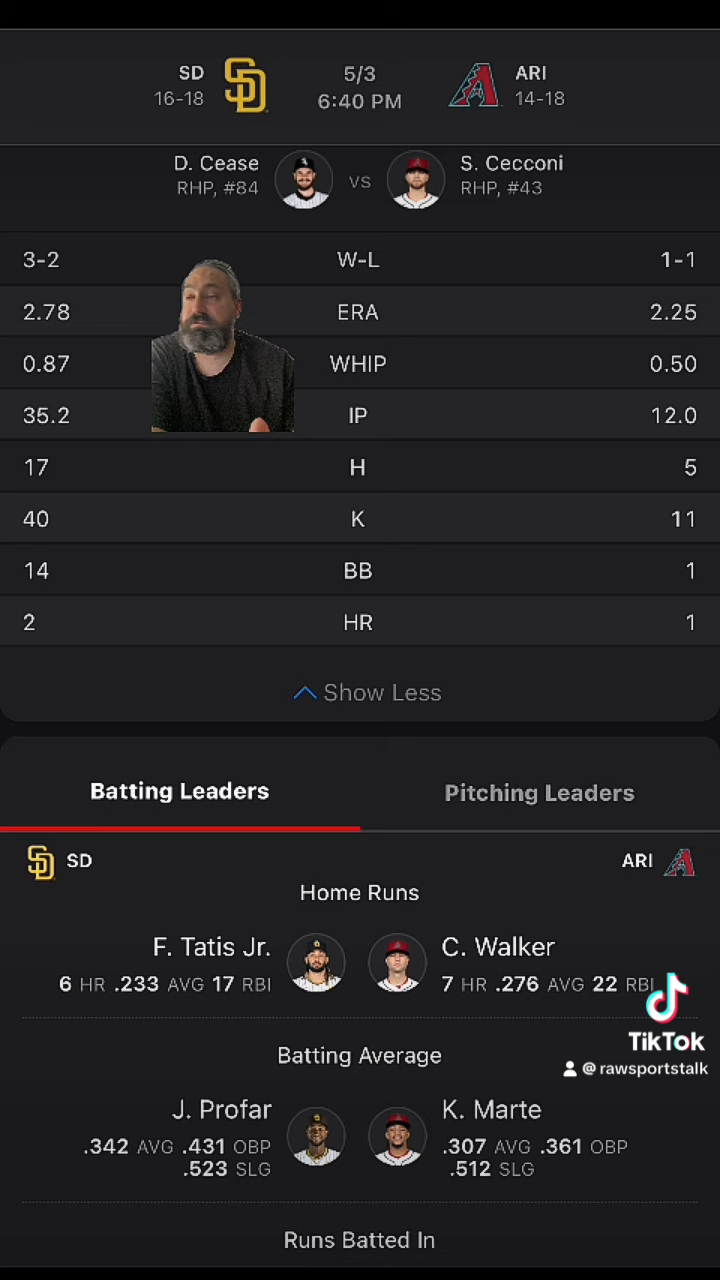 SD 5/3 ARI
16-18 6:40 PM 14-18
D. Cease S. Cecconi
RHP, #84 vs RHP, #43
3-2 W-L 1-1
2.78 ERA 2.25
0.87 WHIP 0.50
35.2 IP 12.0
17 H 5
40 K 11
14 BB 1
2 HR 1
Show Less
Batting Leaders Pitching Leaders
SD ARI
Home Runs
F. Tatis Jr. C. Walker
6 HR .233 AVG 17 RBI 7 HR .276 AVG 22 RBI
TikTok
Batting Average
@rawsportstalk
J. Profar K. Marte
.342 AVG .431 OBP .307 AVG .361 OBP
.523 SLG .512 SLG
Runs Batted In